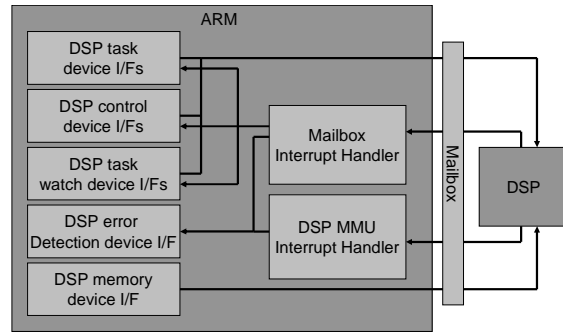 ARM
DSP task
device I/Fs
DSP control
device I/Fs
DSP task
watch device I/Fs
DSP error
Detection device I/F
DSP memory
device I/F
Mailbox
Interrupt Handler
DSP MMU
Interrupt Handler
Mailbox
DSP